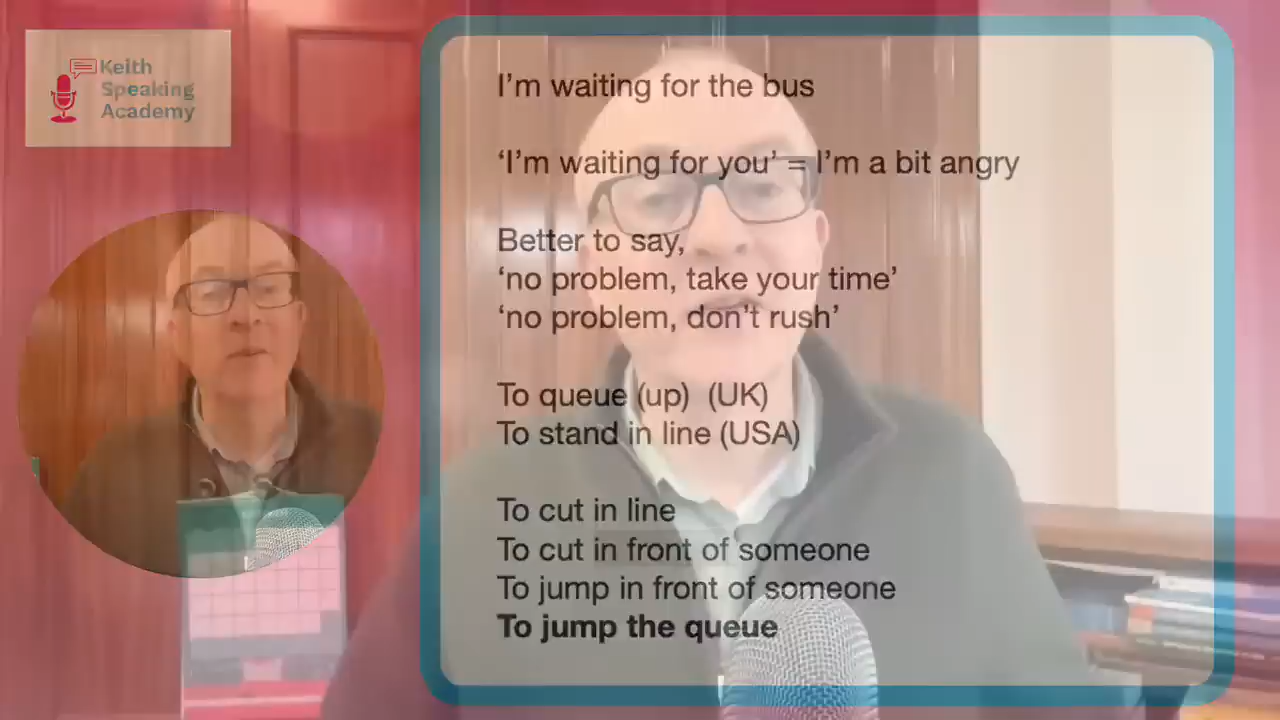 Keith
Speaking
Academy
I’m waiting for the bus
‘I’m waiting for you’ = I’m a bit angry
Better to say,
‘no problem, take your time’
‘no problem, don’t rush’
To queue (up)  (UK)
To stand in line (USA)
To cut in line
To cut in front of someone
To jump in front of someone
To jump the queue